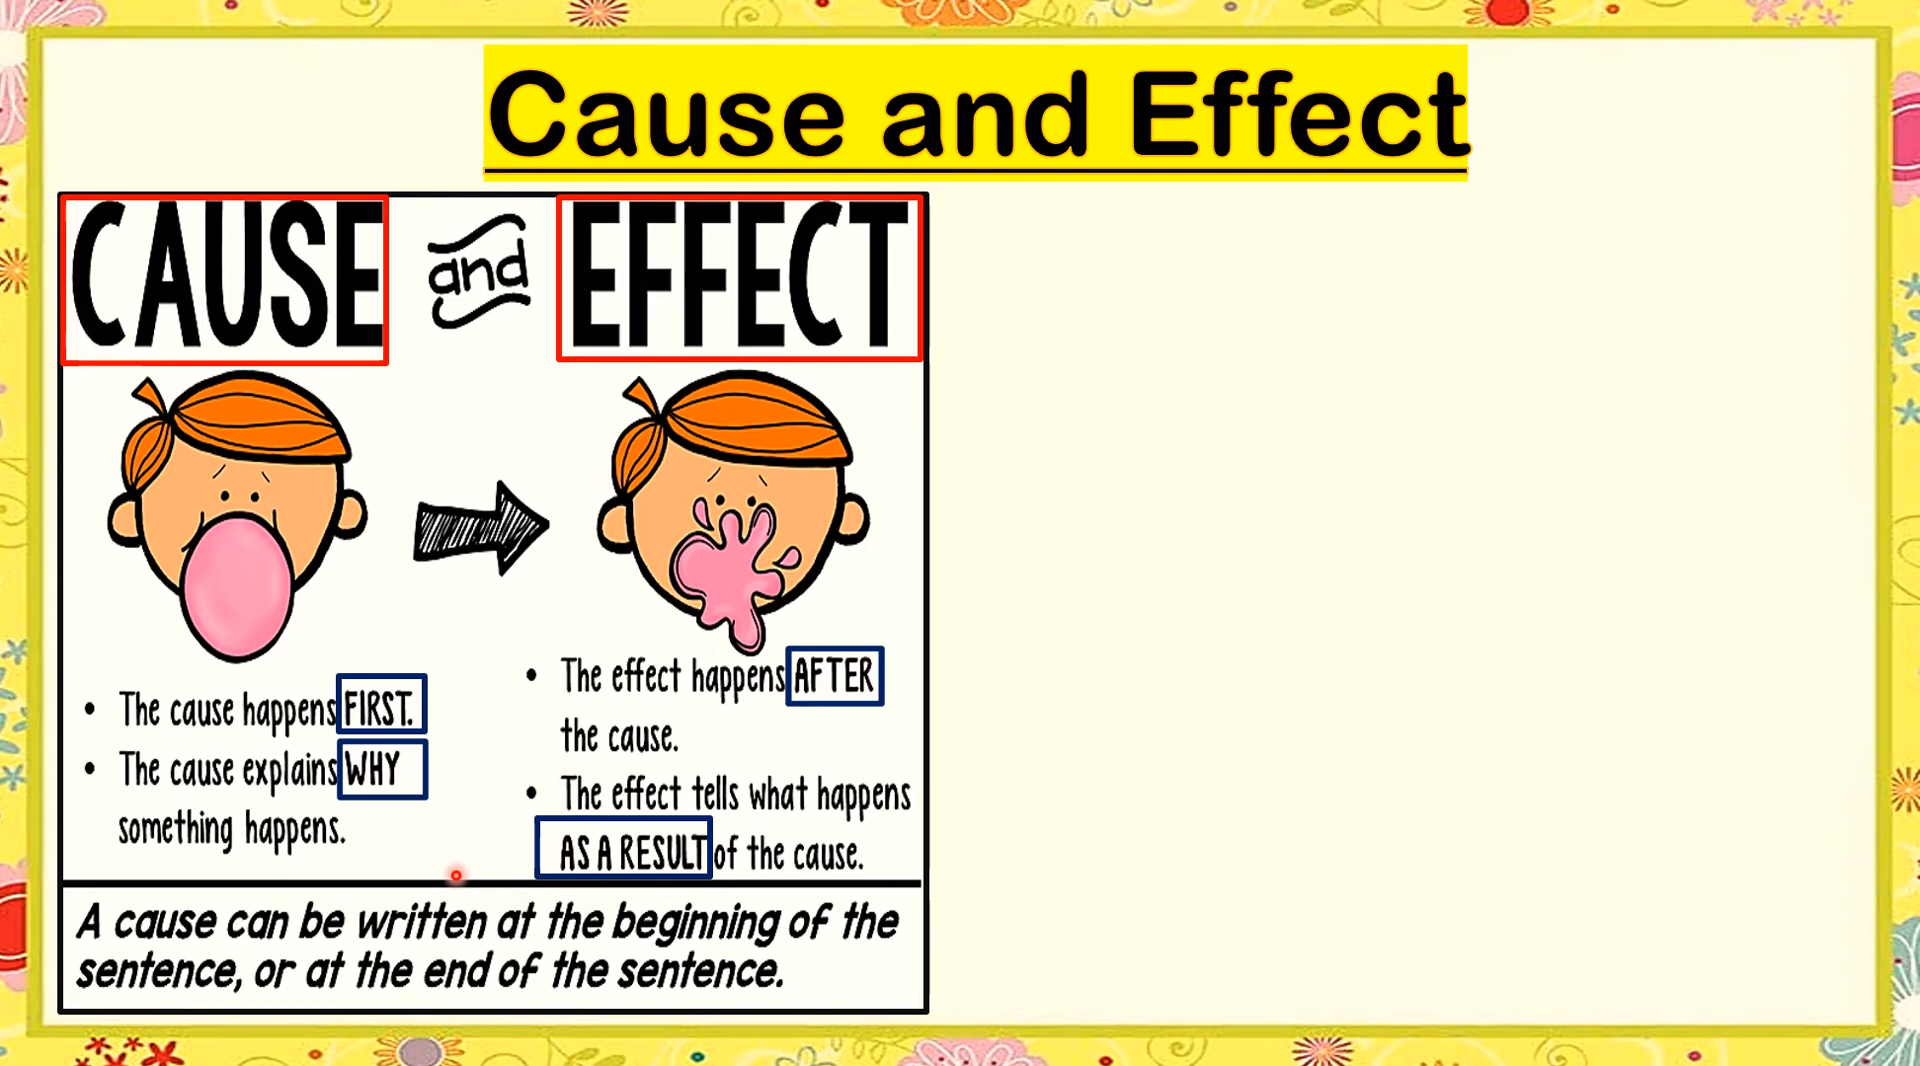 Cause and Effect
CAUSE and EFFECT
• The cause happens FIRST.
• The cause explains WHY
something happens.
• The effect happens AFTER
the cause.
• The effect tells what happens
AS A RESULT of the cause.
A cause can be written at the beginning of the
sentence, or at the end of the sentence.